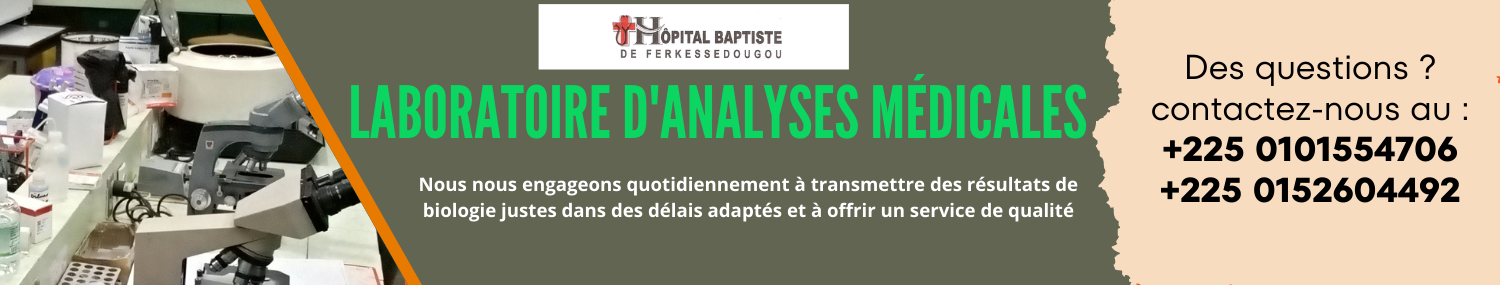 HÔPITAL BAPTISTE
DE FERKESSEDOUGOU
LABORATOIRE D'ANALYSES MÉDICALES
Nous nous engageons quotidiennement à transmettre des résultats de
biologie justes dans des délais adaptés et à offrir un service de qualité
Des questions ?
contactez-nous au :
+225 0101554706
+225 0152604492